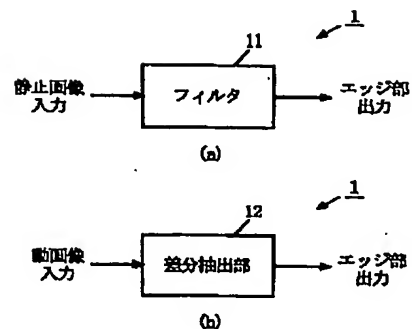 11
1
静止画像
入力
フィルタ
エッジ部
出力
(a)
12
1
動画像
入力
差分抽出部
エッジ部
出力
(b)